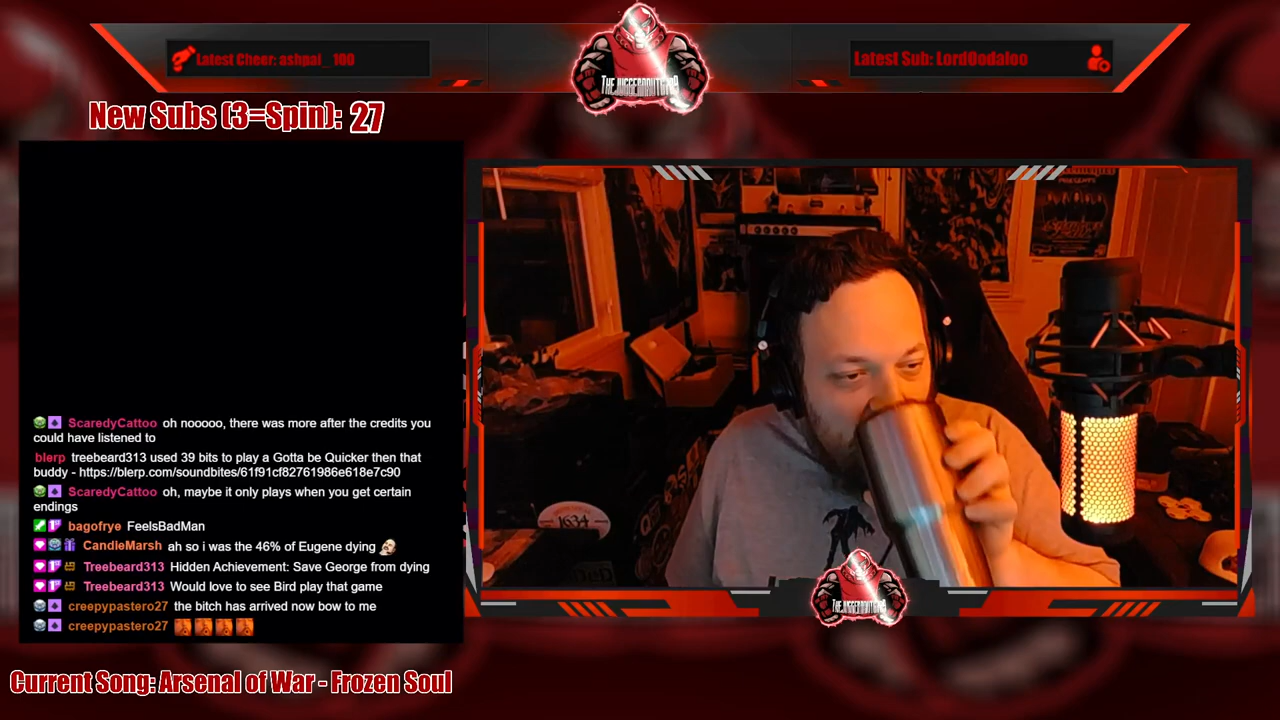 Latest Cheer: ashpai_ 100
Latest Sub: LordOodaloo
THEJUGGERNAUTGX09
New Subs (3=Spin): 27
ScaredyCattoo oh nooooo, there was more after the credits you
could have listened to
blerp treebeard313 used 39 bits to play a Gotta be Quicker then that
buddy - https://blerp.com/soundbites/61f91cf82761986e618e7c90
ScaredyCattoo oh, maybe it only plays when you get certain
endings
bagofrye FeelsBadMan
CandleMarsh ah so i was the 46% of Eugene dying
Treebeard313 Hidden Achievement: Save George from dying
Treebeard313 Would love to see Bird play that game
creepypastero27 the bitch has arrived now bow to me
creepypastero27
1634
Current Song: Arsenal of War - Frozen Soul